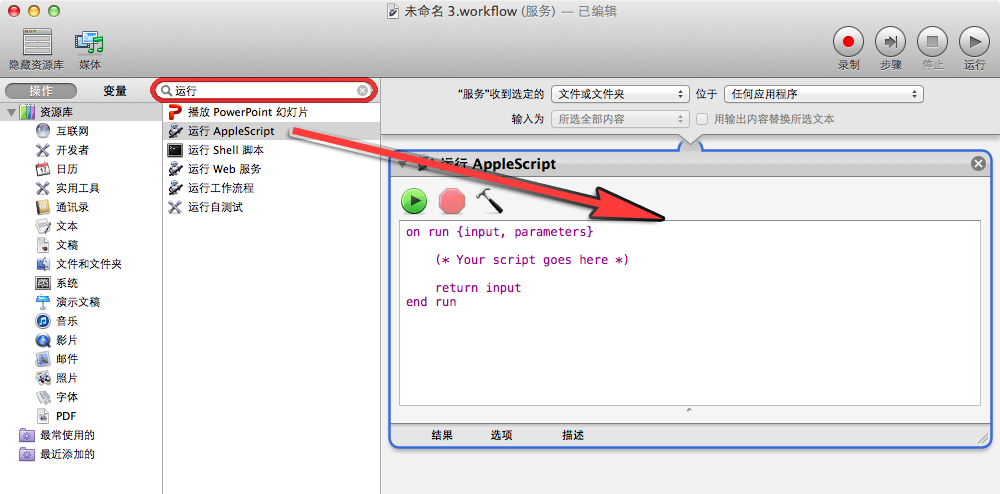 未命名 3.workflow (服务) — 已编辑
隐藏资源库
媒体
录制
步骤
停止
运行
操作
变量
运行
资源库
互联网
开发者
日历
实用工具
通讯录
文本
文稿
文件和文件夹
系统
演示文稿
音乐
影片
邮件
照片
字体
PDF
最常使用的
最近添加的
播放 PowerPoint 幻灯片
运行 AppleScript
运行 Shell 脚本
运行 Web 服务
运行工作流程
运行自测试
“服务”收到选定的 文件或文件夹 位于 任何应用程序
输入为 所选全部内容 用输出内容替换所选文本
运行 AppleScript
on run {input, parameters}
(* Your script goes here *)
return input
end run
结果 选项 描述